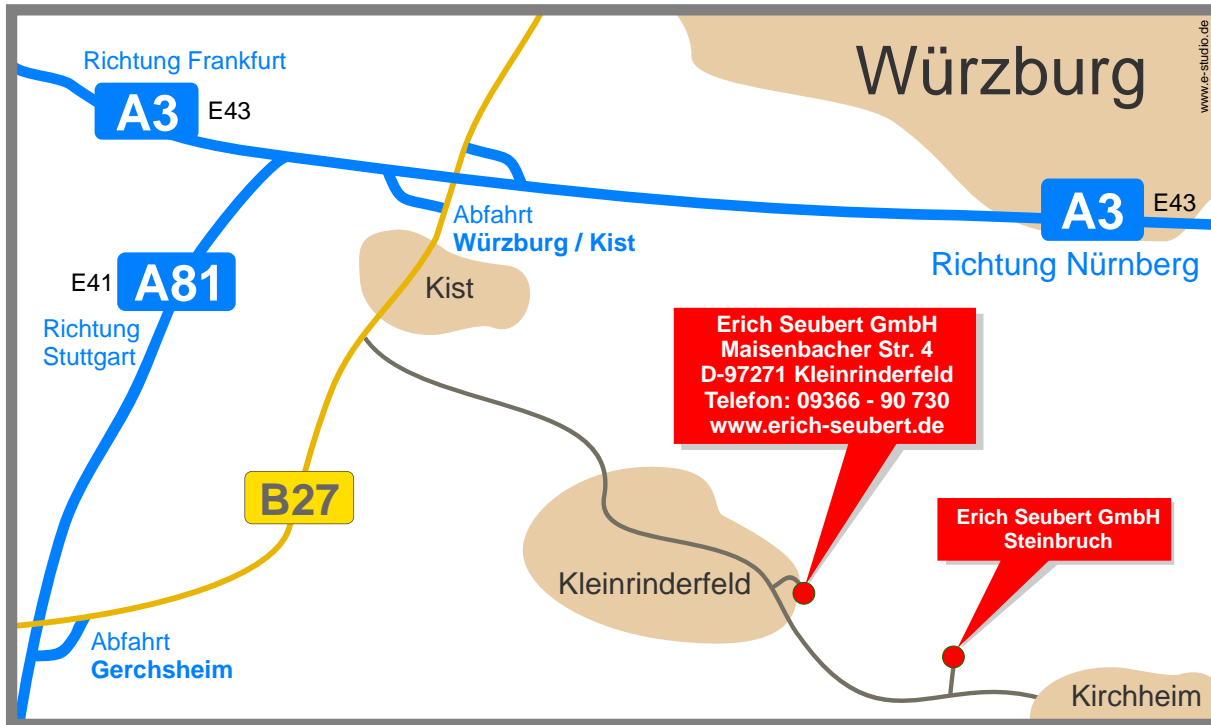 www.e-studio.de
Würzburg
Richtung Frankfurt
A3
E43
A3
E43
Richtung Nürnberg
Abfahrt
Würzburg / Kist
E41
A81
Richtung
Stuttgart
Kist
Erich Seubert GmbH
Maisenbacher Str. 4
D-97271 Kleinrinderfeld
Telefon: 09366 - 90 730
www.erich-seubert.de
B27
Erich Seubert GmbH
Steinbruch
Kleinrinderfeld
Abfahrt
Gerchsheim
Kirchheim